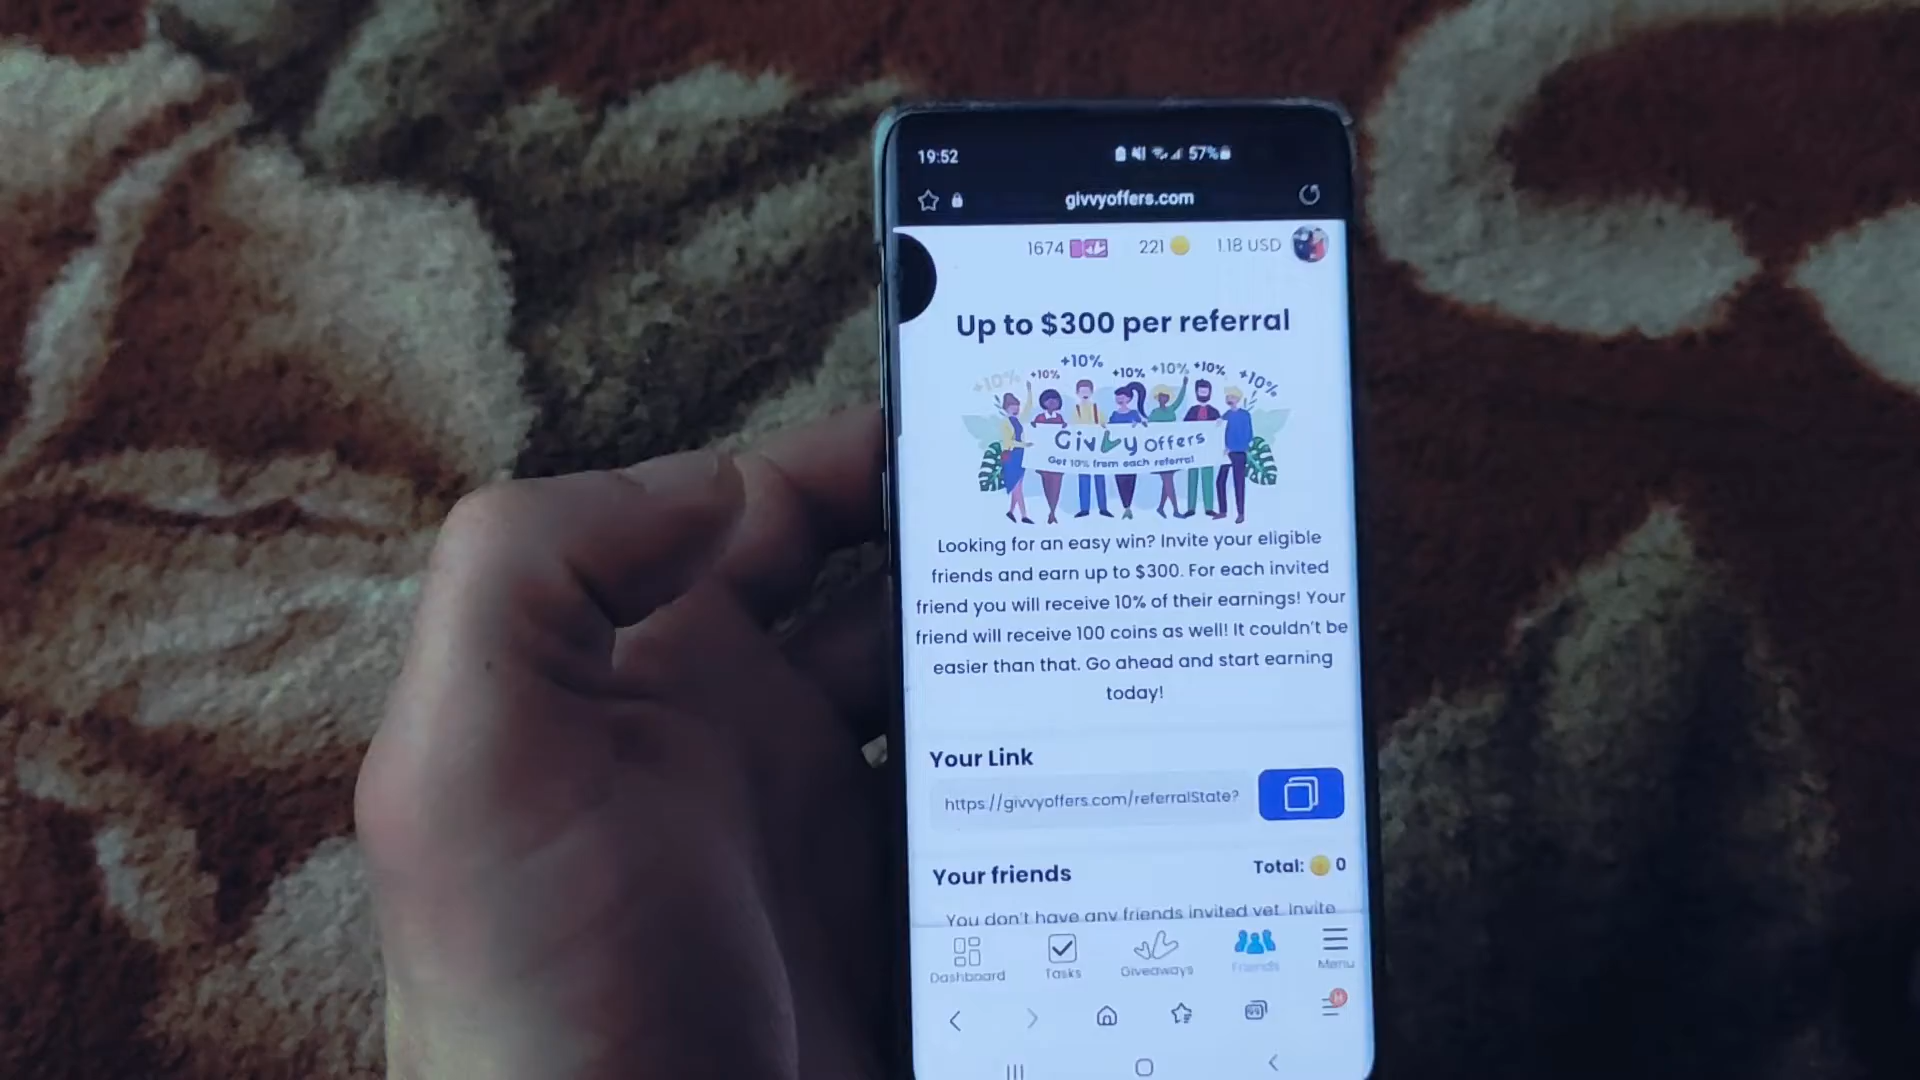 19:52
57%
givvyoffers.com
1674
221
1.18 USD
Up to $300 per referral
+10% +10% +10% +10% +10% +10% +10%
Givvy offers
Get 10% from each referral
Looking for an easy win? Invite your eligible
friends and earn up to $300. For each invited
friend you will receive 10% of their earnings! Your
friend will receive 100 coins as well! It couldn't be
easier than that. Go ahead and start earning
today!
Your Link
https://givvyoffers.com/referralState?
Your friends
Total: 0
You don't have any friends invited yet. Invite
Dashboard
Tasks
Giveaways
Friends
Menu